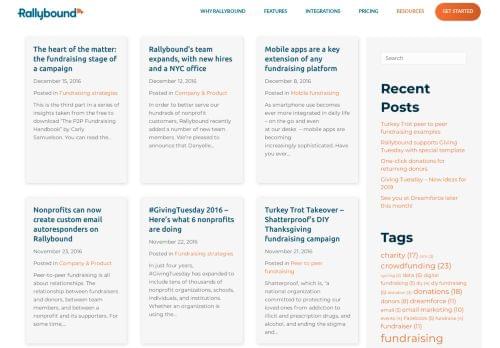 Rallybound
WHY RALLYBOUND
FEATURES
INTEGRATIONS
PRICING
RESOURCES
GET STARTED
The heart of the matter:
the fundraising stage of
a campaign
December 15, 2016
Posted in Fundraising strategies
This is the third part in a series of
insights taken from the free to
download "The P2P Fundraising
Handbook" by Carly
Samuelson. You can read the...
Rallybound's team
expands, with new hires
and a NYC office
December 12, 2016
Posted in Company & Product
In order to better serve our
hundreds of nonprofit
customers, Rallybound recently
added a number of new team
members. We're pleased to
announce that Danyelle...
Mobile apps are a key
extension of any
fundraising platform
December 8, 2016
Posted in Mobile fundraising
As smartphone use becomes
ever more integrated in daily life
– on the go and even
at our desks – mobile apps are
becoming
increasingly sophisticated. Have
you ever...
Nonprofits can now
create custom email
autoresponders on
Rallybound
November 23, 2016
Posted in Company & Product
Peer-to-peer fundraising is all
about relationships. The
relationship between fundraisers
and donors, between team
members, and between a
nonprofit and its supporters. For
some time,...
#GivingTuesday 2016 –
Here's what 6 nonprofits
are doing
November 22, 2016
Posted in Fundraising strategies
In just four years,
#GivingTuesday has expanded to
include tens of thousands of
nonprofit organizations, schools,
individuals, and institutions.
Whether an organization is
using the...
Turkey Trot Takeover –
Shatterproof's DIY
Thanksgiving
fundraising campaign
November 21, 2016
Posted in Peer to peer
fundraising
Shatterproof, which is, "a
national organization
committed to protecting our
loved ones from addiction to
illicit and prescription drugs, and
alcohol, and ending the stigma
and...
Search
Recent
Posts
Turkey Trot peer to peer
fundraising examples
Rallybound supports Giving
Tuesday with special template
One-click donations for
returning donors
Giving Tuesday – New ideas for
2019
See you at Dreamforce later
this month!
Tags
charity (17)
crowdfunding (23)
data (5) digital
fundraising (5) diy fundraising
donations (18)
donors (8) dreamforce (11)
email (5) email marketing (10)
events (4) Facebook (5)
fundraiser (11)
fundraising